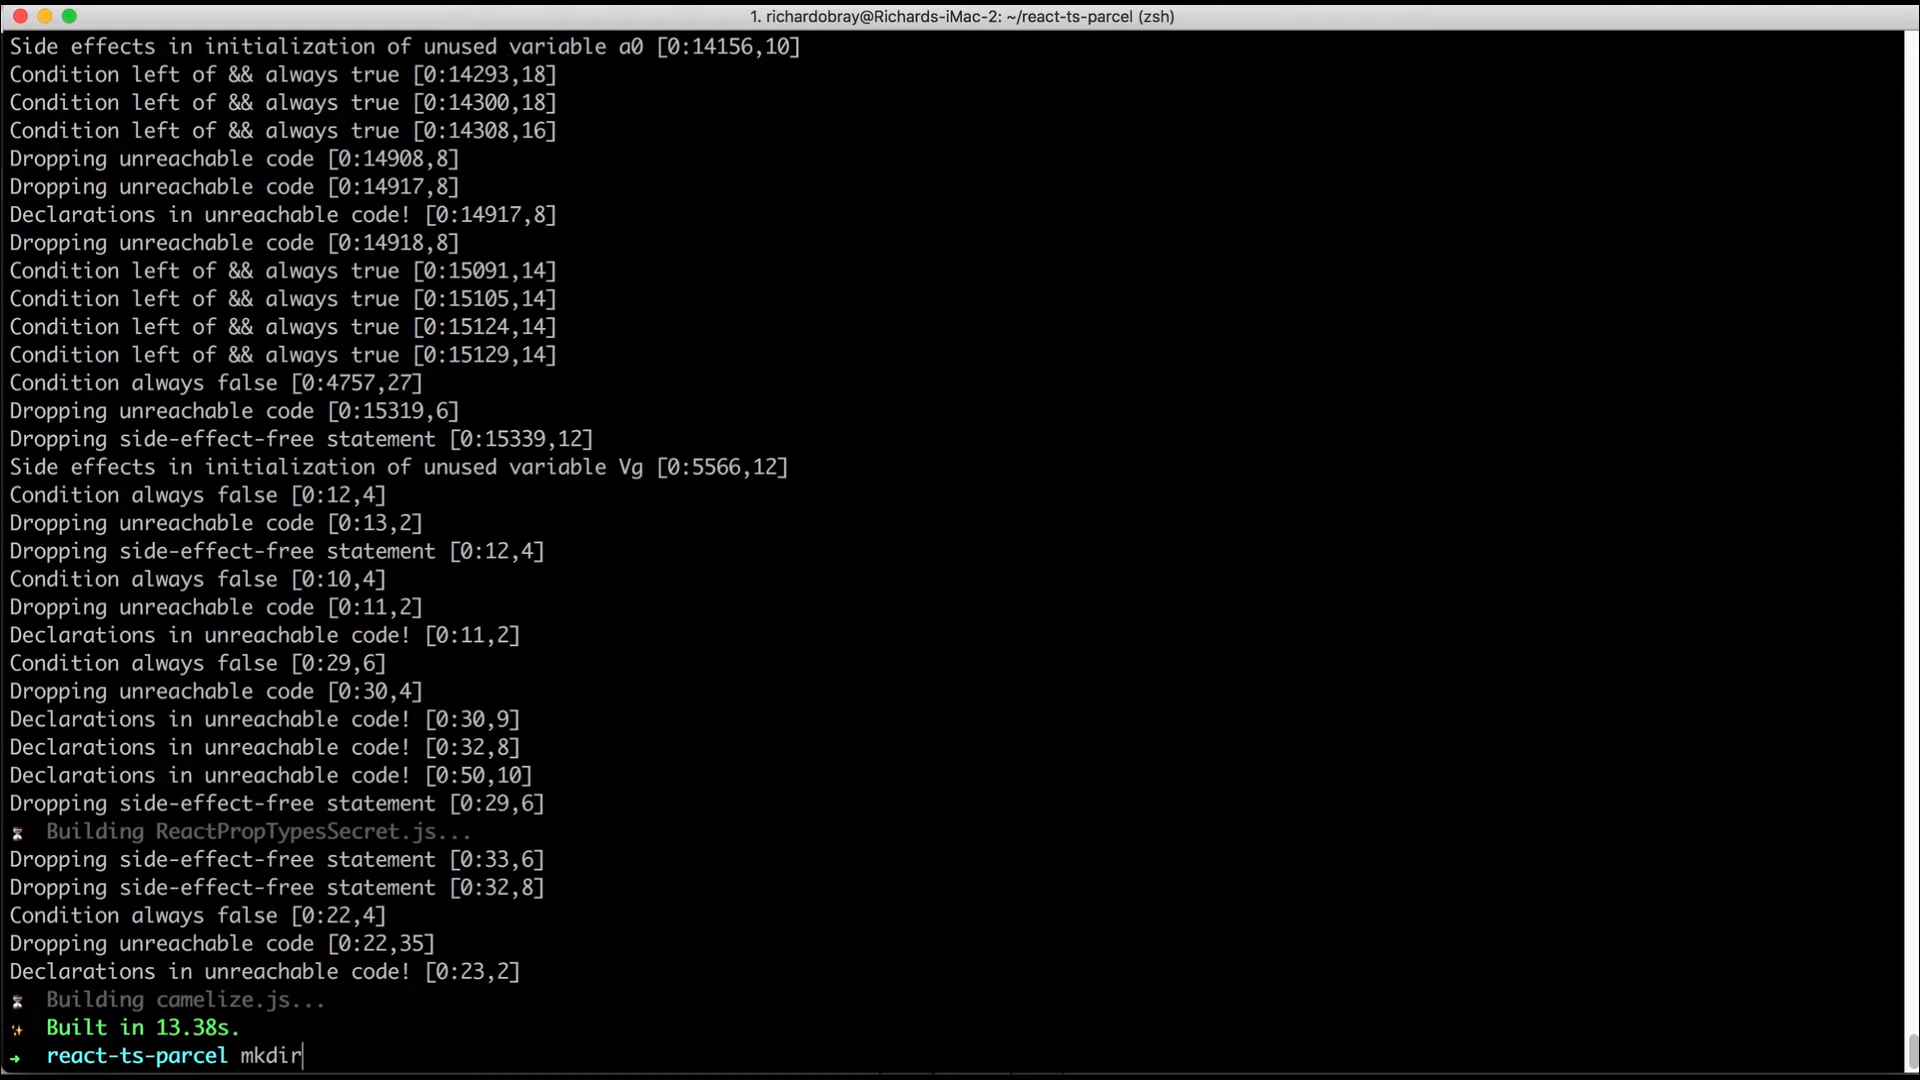 1. richardobray@Richards-iMac-2: ~/react-ts-parcel (zsh)
Side effects in initialization of unused variable a0 [0:14156,10]
Condition left of && always true [0:14293,18]
Condition left of && always true [0:14300,18]
Condition left of && always true [0:14308,16]
Dropping unreachable code [0:14908,8]
Dropping unreachable code [0:14917,8]
Declarations in unreachable code! [0:14917,8]
Dropping unreachable code [0:14918,8]
Condition left of && always true [0:15091,14]
Condition left of && always true [0:15105,14]
Condition left of && always true [0:15124,14]
Condition left of && always true [0:15129,14]
Condition always false [0:4757,27]
Dropping unreachable code [0:15319,6]
Dropping side-effect-free statement [0:15339,12]
Side effects in initialization of unused variable Vg [0:5566,12]
Condition always false [0:12,4]
Dropping unreachable code [0:13,2]
Dropping side-effect-free statement [0:12,4]
Condition always false [0:10,4]
Dropping unreachable code [0:11,2]
Declarations in unreachable code! [0:11,2]
Condition always false [0:29,6]
Dropping unreachable code [0:30,4]
Declarations in unreachable code! [0:30,9]
Declarations in unreachable code! [0:32,8]
Declarations in unreachable code! [0:50,10]
Dropping side-effect-free statement [0:29,6]
⏳ Building ReactPropTypesSecret.js...
Dropping side-effect-free statement [0:33,6]
Dropping side-effect-free statement [0:32,8]
Condition always false [0:22,4]
Dropping unreachable code [0:22,35]
Declarations in unreachable code! [0:23,2]
⏳ Building camelize.js...
✨ Built in 13.38s.
→ react-ts-parcel mkdir